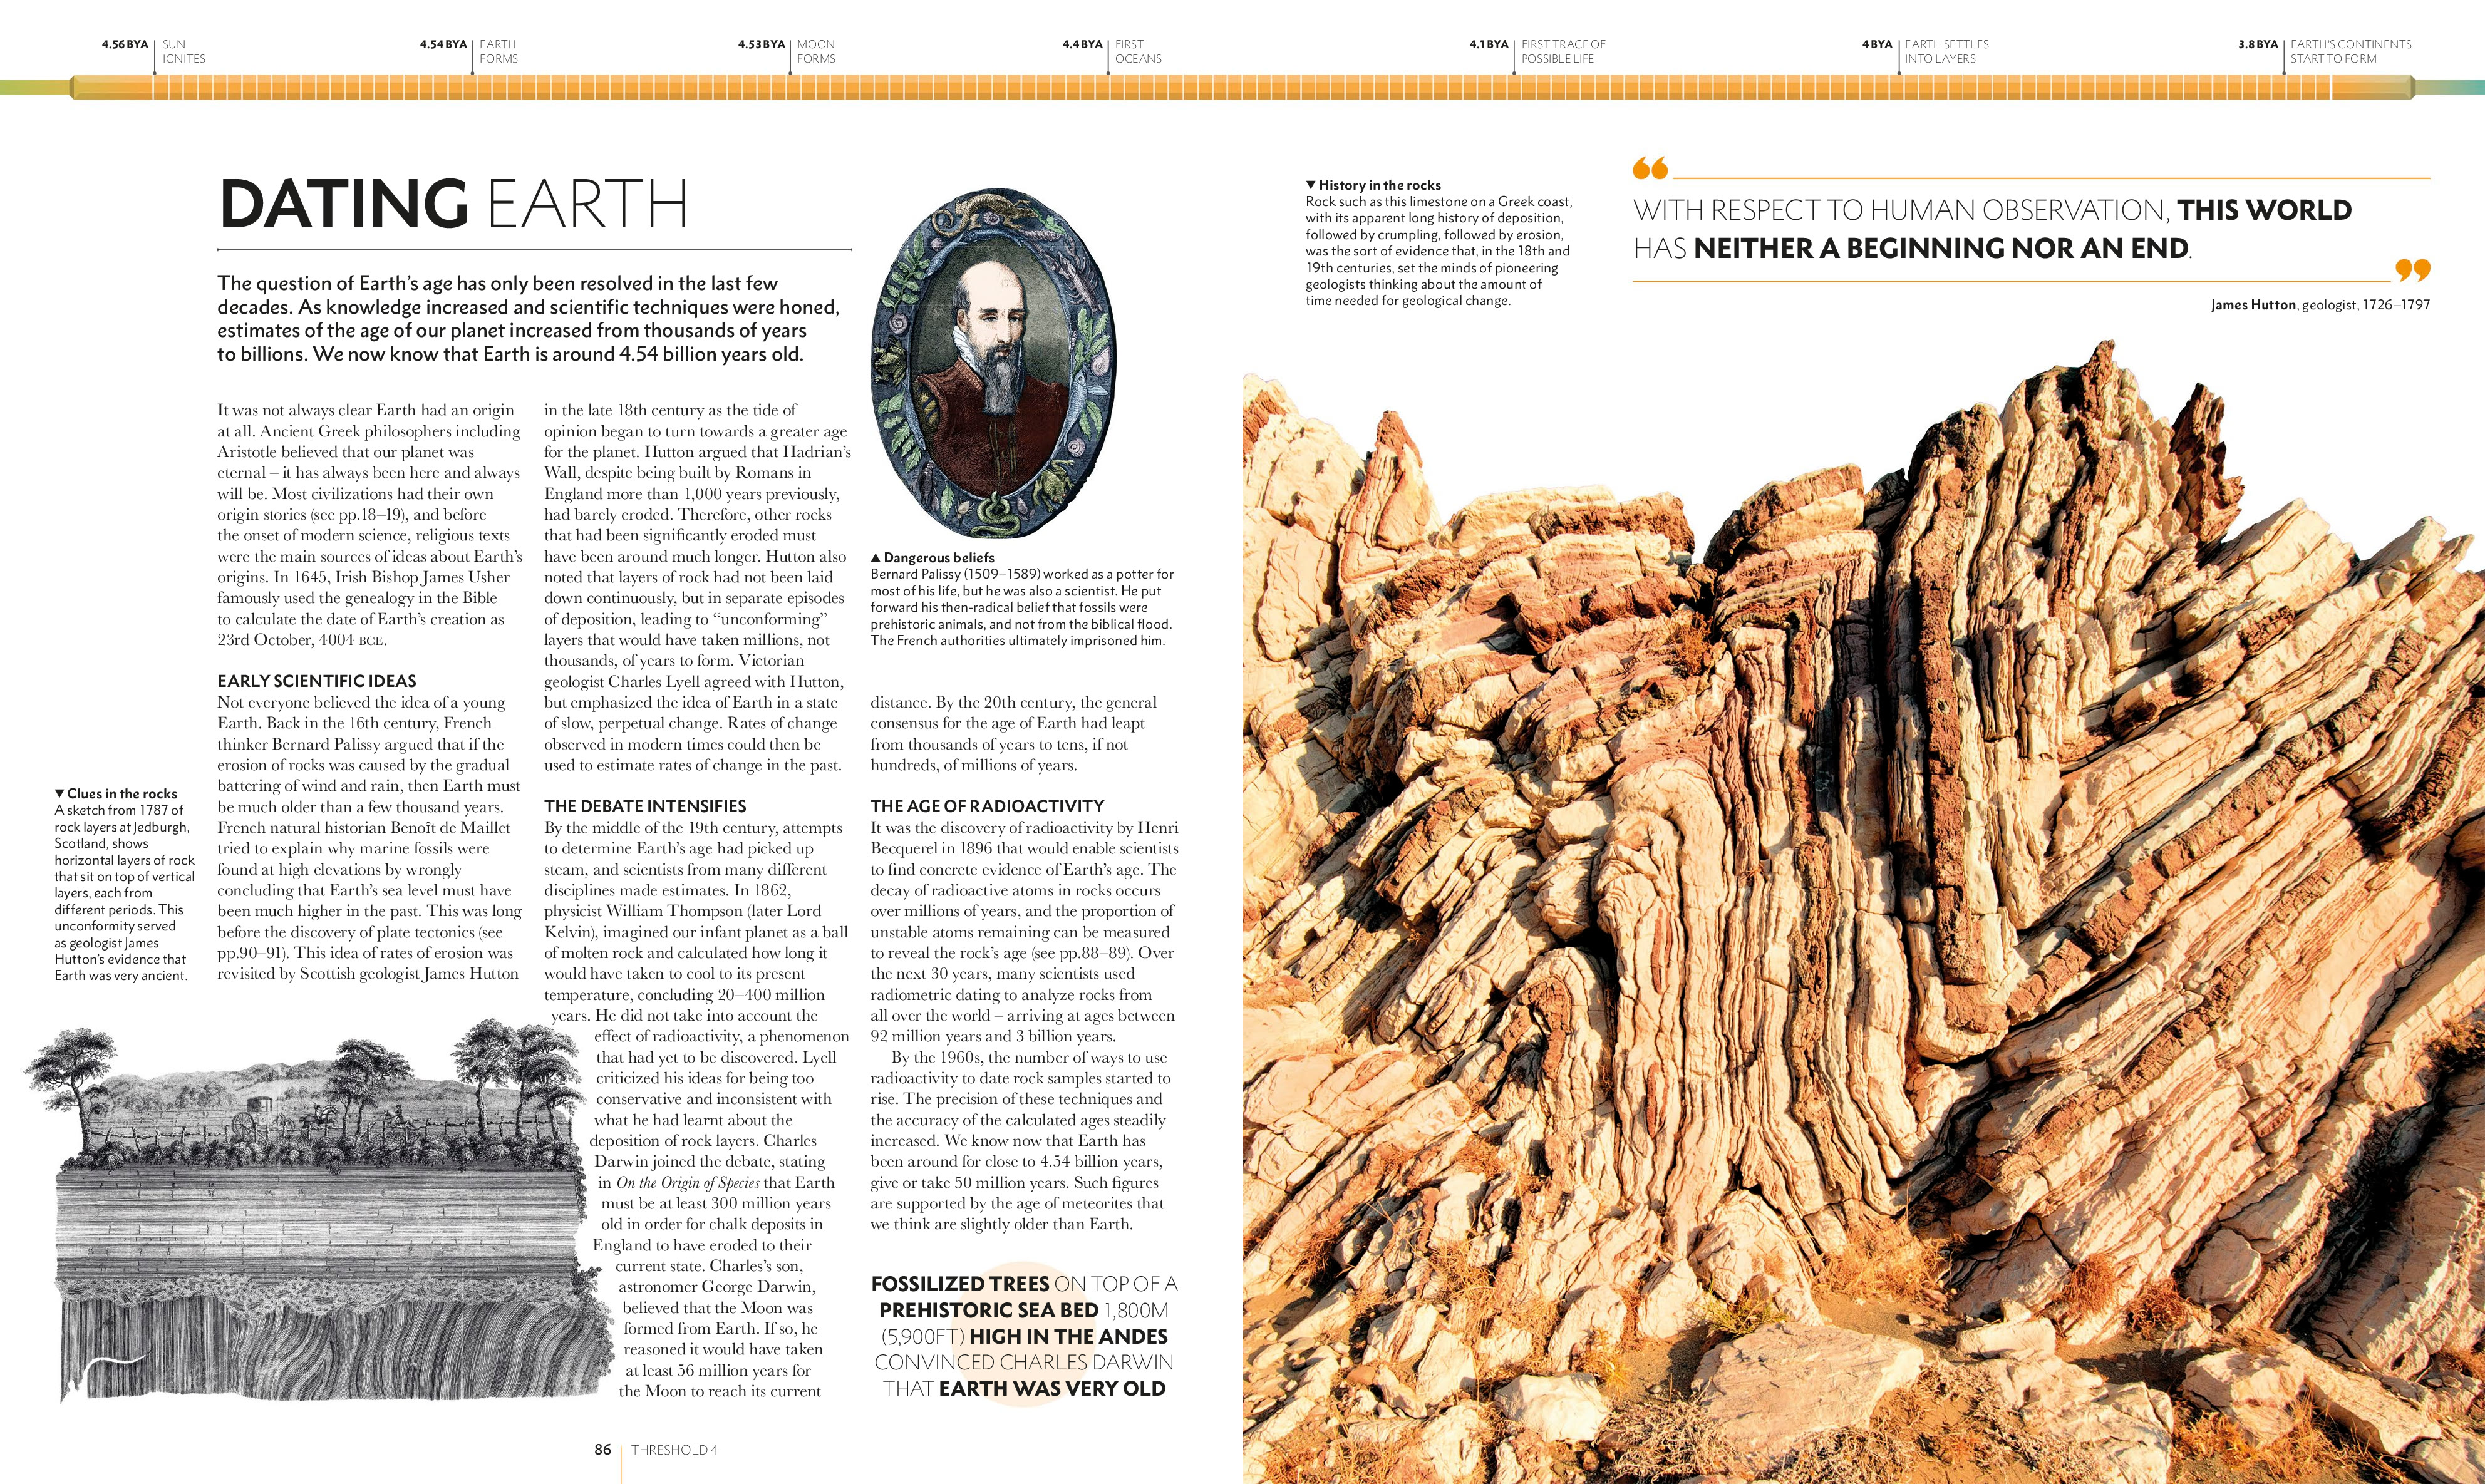 4.56 BYA SUN IGNITES
4.54 BYA EARTH FORMS
4.53 BYA MOON FORMS
4.4 BYA FIRST OCEANS
4.1 BYA FIRST TRACE OF POSSIBLE LIFE
4 BYA EARTH SETTLES INTO LAYERS
3.8 BYA EARTH'S CONTINENTS START TO FORM
DATING EARTH
The question of Earth's age has only been resolved in the last few
decades. As knowledge increased and scientific techniques were honed,
estimates of the age of our planet increased from thousands of years
to billions. We now know that Earth is around 4.54 billion years old.
It was not always clear Earth had an origin
at all. Ancient Greek philosophers including
Aristotle believed that our planet was
eternal – it has always been here and always
will be. Most civilizations had their own
origin stories (see pp.18–19), and before
the onset of modern science, religious texts
were the main sources of ideas about Earth's
origins. In 1645, Irish Bishop James Usher
famously used the genealogy in the Bible
to calculate the date of Earth's creation as
23rd October, 4004 BCE.
EARLY SCIENTIFIC IDEAS
Not everyone believed the idea of a young
Earth. Back in the 16th century, French
thinker Bernard Palissy argued that if the
erosion of rocks was caused by the gradual
battering of wind and rain, then Earth must
be much older than a few thousand years.
French natural historian Benoît de Maillet
tried to explain why marine fossils were
found at high elevations by wrongly
concluding that Earth's sea level must have
been much higher in the past. This was long
before the discovery of plate tectonics (see
pp.90–91). This idea of rates of erosion was
revisited by Scottish geologist James Hutton
in the late 18th century as the tide of
opinion began to turn towards a greater age
for the planet. Hutton argued that Hadrian's
Wall, despite being built by Romans in
England more than 1,000 years previously,
had barely eroded. Therefore, other rocks
that had been significantly eroded must
have been around much longer. Hutton also
noted that layers of rock had not been laid
down continuously, but in separate episodes
of deposition, leading to “unconforming”
layers that would have taken millions, not
thousands, of years to form. Victorian
geologist Charles Lyell agreed with Hutton,
but emphasized the idea of Earth in a state
of slow, perpetual change. Rates of change
observed in modern times could then be
used to estimate rates of change in the past.
THE DEBATE INTENSIFIES
By the middle of the 19th century, attempts
to determine Earth's age had picked up
steam, and scientists from many different
disciplines made estimates. In 1862,
physicist William Thompson (later Lord
Kelvin), imagined our infant planet as a ball
of molten rock and calculated how long it
would have taken to cool to its present
temperature, concluding 20–400 million
years. He did not take into account the
effect of radioactivity, a phenomenon
that had yet to be discovered. Lyell
criticized his ideas for being too
conservative and inconsistent with
what he had learnt about the
deposition of rock layers. Charles
Darwin joined the debate, stating
in On the Origin of Species that Earth
must be at least 300 million years
old in order for chalk deposits in
England to have eroded to their
current state. Charles's son,
astronomer George Darwin,
believed that the Moon was
formed from Earth. If so, he
reasoned it would have taken
at least 56 million years for
the Moon to reach its current
distance. By the 20th century, the general
consensus for the age of Earth had leapt
from thousands of years to tens, if not
hundreds, of millions of years.
THE AGE OF RADIOACTIVITY
It was the discovery of radioactivity by Henri
Becquerel in 1896 that would enable scientists
to find concrete evidence of Earth's age. The
decay of radioactive atoms in rocks occurs
over millions of years, and the proportion of
unstable atoms remaining can be measured
to reveal the rock's age (see pp.88–89). Over
the next 30 years, many scientists used
radiometric dating to analyze rocks from
all over the world – arriving at ages between
92 million years and 3 billion years.
By the 1960s, the number of ways to use
radioactivity to date rock samples started to
rise. The precision of these techniques and
the accuracy of the calculated ages steadily
increased. We know now that Earth has
been around for close to 4.54 billion years,
give or take 50 million years. Such figures
are supported by the age of meteorites that
we think are slightly older than Earth.
▲ Dangerous beliefs
Bernard Palissy (1509–1589) worked as a potter for
most of his life, but he was also a scientist. He put
forward his then-radical belief that fossils were
prehistoric animals, and not from the biblical flood.
The French authorities ultimately imprisoned him.
▼ Clues in the rocks
A sketch from 1787 of
rock layers at Jedburgh,
Scotland, shows
horizontal layers of rock
that sit on top of vertical
layers, each from
different periods. This
unconformity served
as geologist James
Hutton's evidence that
Earth was very ancient.
FOSSILIZED TREES ON TOP OF A
PREHISTORIC SEA BED 1,800M
(5,900FT) HIGH IN THE ANDES
CONVINCED CHARLES DARWIN
THAT EARTH WAS VERY OLD
86 THRESHOLD 4
▼ History in the rocks
Rock such as this limestone on a Greek coast,
with its apparent long history of deposition,
followed by crumpling, followed by erosion,
was the sort of evidence that, in the 18th and
19th centuries, set the minds of pioneering
geologists thinking about the amount of
time needed for geological change.
“WITH RESPECT TO HUMAN OBSERVATION, THIS WORLD
HAS NEITHER A BEGINNING NOR AN END.”
James Hutton, geologist, 1726–1797